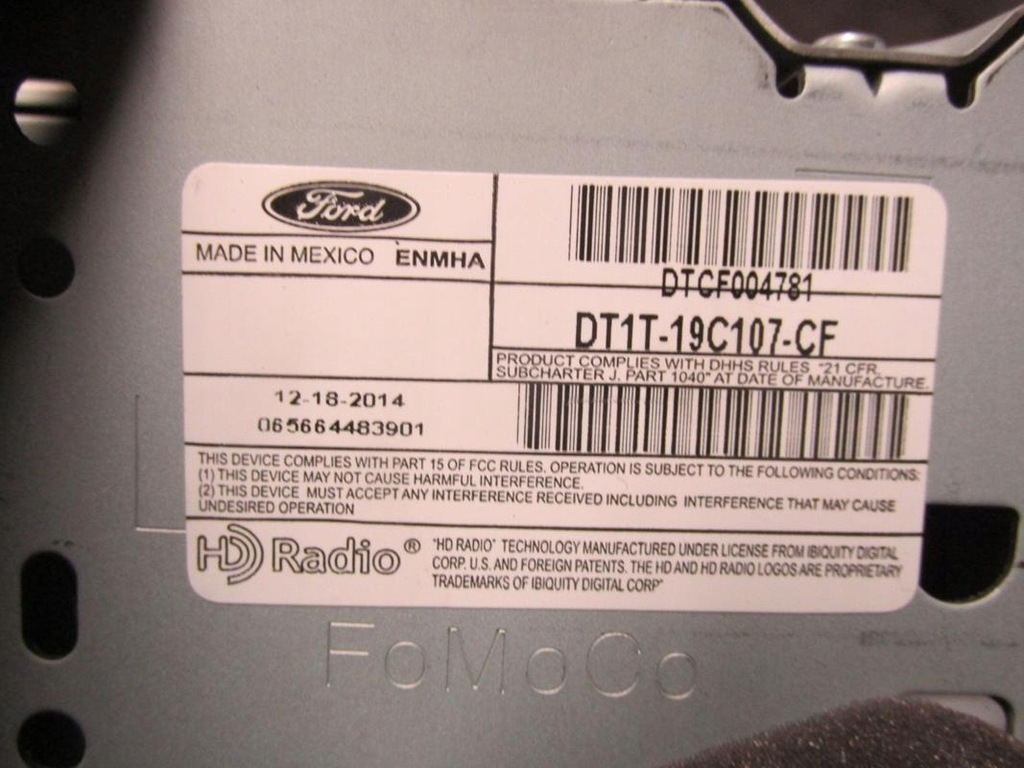 Ford
MADE IN MEXICO ENMHA
DTCF004781
DT1T-19C107-CF
PRODUCT COMPLIES WITH DHHS RULES "21 CFR
SUBCHARTER J, PART 1040" AT DATE OF MANUFACTURE.
12-18-2014
065664483901
THIS DEVICE COMPLIES WITH PART 15 OF FCC RULES. OPERATION IS SUBJECT TO THE FOLLOWING CONDITIONS:
(1) THIS DEVICE MAY NOT CAUSE HARMFUL INTERFERENCE.
(2) THIS DEVICE MUST ACCEPT ANY INTERFERENCE RECEIVED INCLUDING INTERFERENCE THAT MAY CAUSE
UNDESIRED OPERATION
HD Radio®
"HD RADIO" TECHNOLOGY MANUFACTURED UNDER LICENSE FROM IBIQUITY DIGITAL
CORP. U.S. AND FOREIGN PATENTS. THE HD AND HD RADIO LOGOS ARE PROPRIETARY
TRADEMARKS OF IBIQUITY DIGITAL CORP"
FoMoCo